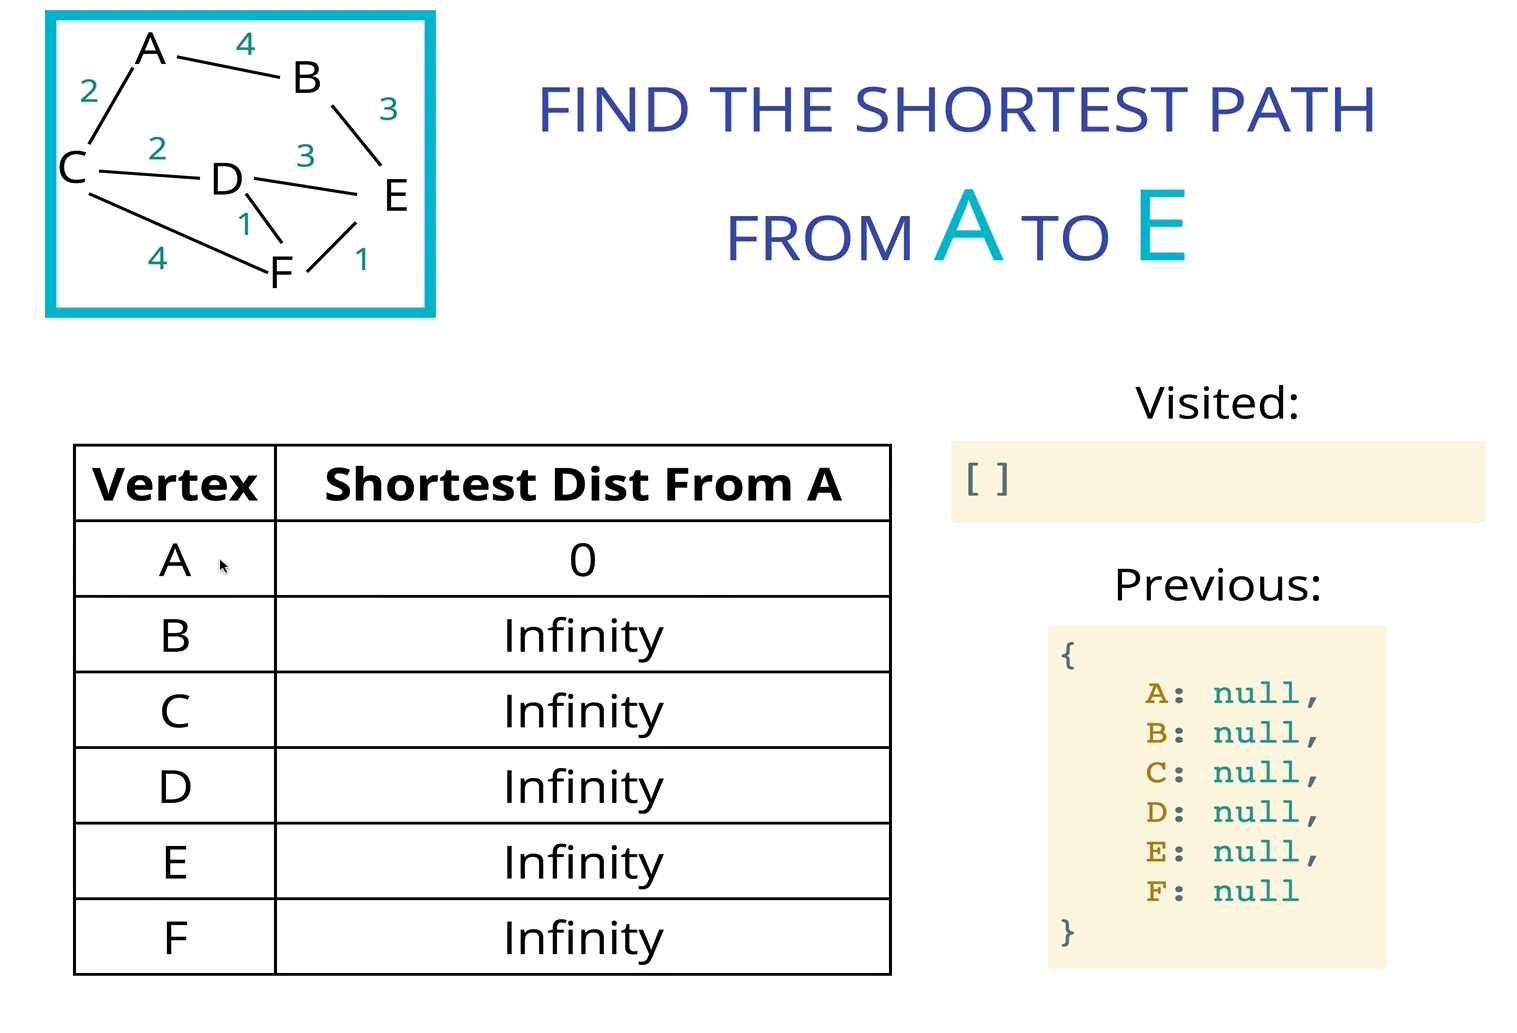 A
4
B
2
3
C
2
D
3
E
1
4
F
1
FIND THE SHORTEST PATH
FROM A TO E
Vertex Shortest Dist From A
A 0
B Infinity
C Infinity
D Infinity
E Infinity
F Infinity
Visited:
[ ]
Previous:
{
A: null,
B: null,
C: null,
D: null,
E: null,
F: null
}